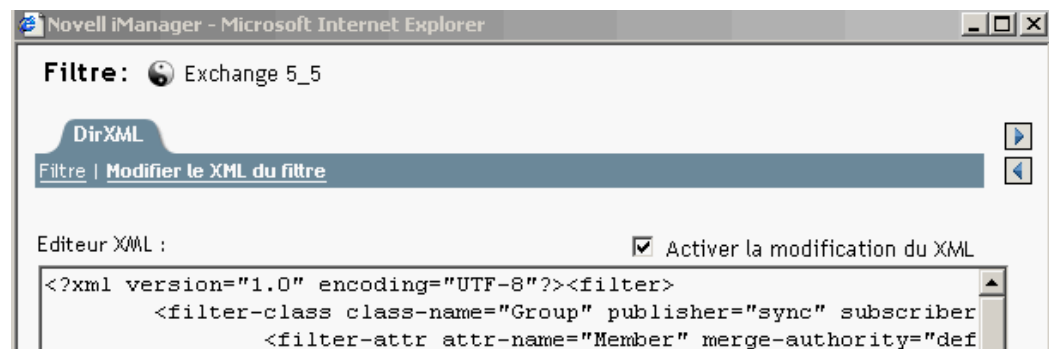 Novell iManager - Microsoft Internet Explorer
Filtre: Exchange 5_5
DirXML
Filtre | Modifier le XML du filtre
Editeur XML :
Activer la modification du XML
<?xml version="1.0" encoding="UTF-8"?><filter>
<filter-class class-name="Group" publisher="sync" subscriber
<filter-attr attr-name="Member" merge-authority="def